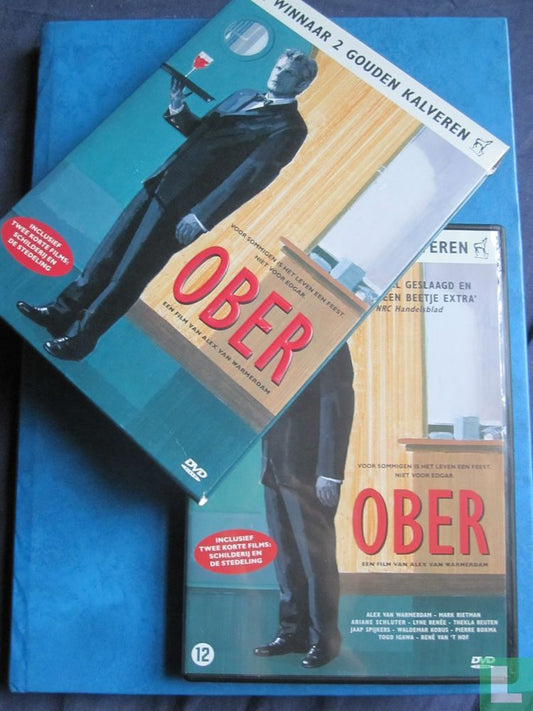 WINNAAR 2 GOUDEN KALVEREN
INCLUSIEF
TWEE KORTE FILMS:
SCHILDERIJ EN
DE STEDELING
VOOR SOMMIGEN IS HET LEVEN EEN FEEST.
NIET VOOR EDGAR.
OBER
EEN FILM VAN ALEX VAN WARMERDAM
DVD
VEREN
EL GESLAAGD EN
EEN BEETJE EXTRA'
NRC Handelsblad
VOOR SOMMIGEN IS HET LEVEN EEN FEEST.
NIET VOOR EDGAR.
OBER
EEN FILM VAN ALEX VAN WARMERDAM
INCLUSIEF
TWEE KORTE FILMS:
SCHILDERIJ EN
DE STEDELING
ALEX VAN WARMERDAM - MARK RIETMAN
ARIANE SCHLUTER - LYNE RENÉE - THEKLA REUTEN
JAAP SPIJKERS - WALDEMAR KOBUS - PIERRE BOKMA
TOGO IGAWA - RENÉ VAN 'T HOF
12
DVD
L